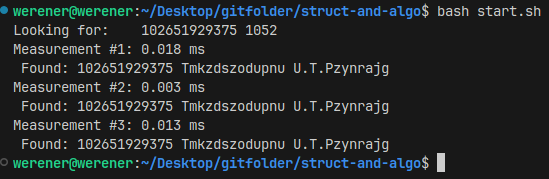 werener@werener:~/Desktop/gitfolder/struct-and-algo$ bash start.sh
Looking for:    102651929375 1052
Measurement #1: 0.018 ms
 Found: 102651929375 Tmkzdszodupnu U.T.Pzynrajg
Measurement #2: 0.003 ms
 Found: 102651929375 Tmkzdszodupnu U.T.Pzynrajg
Measurement #3: 0.013 ms
 Found: 102651929375 Tmkzdszodupnu U.T.Pzynrajg
werener@werener:~/Desktop/gitfolder/struct-and-algo$